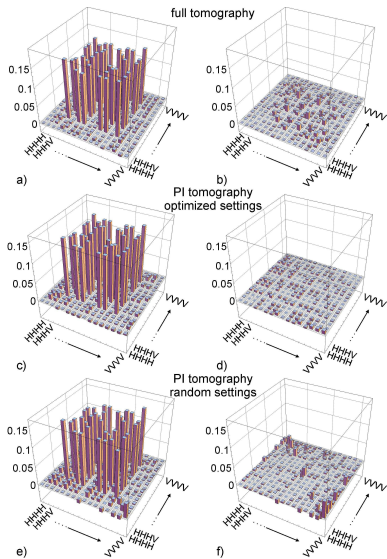 full tomography
0.15
0.1
0.05
0
HHHH
HHHV
VVVV
HHHH
HHHV
VVVV
a)
0.15
0.1
0.05
0
HHHH
HHHV
VVVV
HHHH
HHHV
VVVV
b)
PI tomography
optimized settings
0.15
0.1
0.05
0
HHHH
HHHV
VVVV
HHHH
HHHV
VVVV
c)
0.15
0.1
0.05
0
HHHH
HHHV
VVVV
HHHH
HHHV
VVVV
d)
PI tomography
random settings
0.15
0.1
0.05
0
HHHH
HHHV
VVVV
HHHH
HHHV
VVVV
e)
0.15
0.1
0.05
0
HHHH
HHHV
VVVV
HHHH
HHHV
VVVV
f)